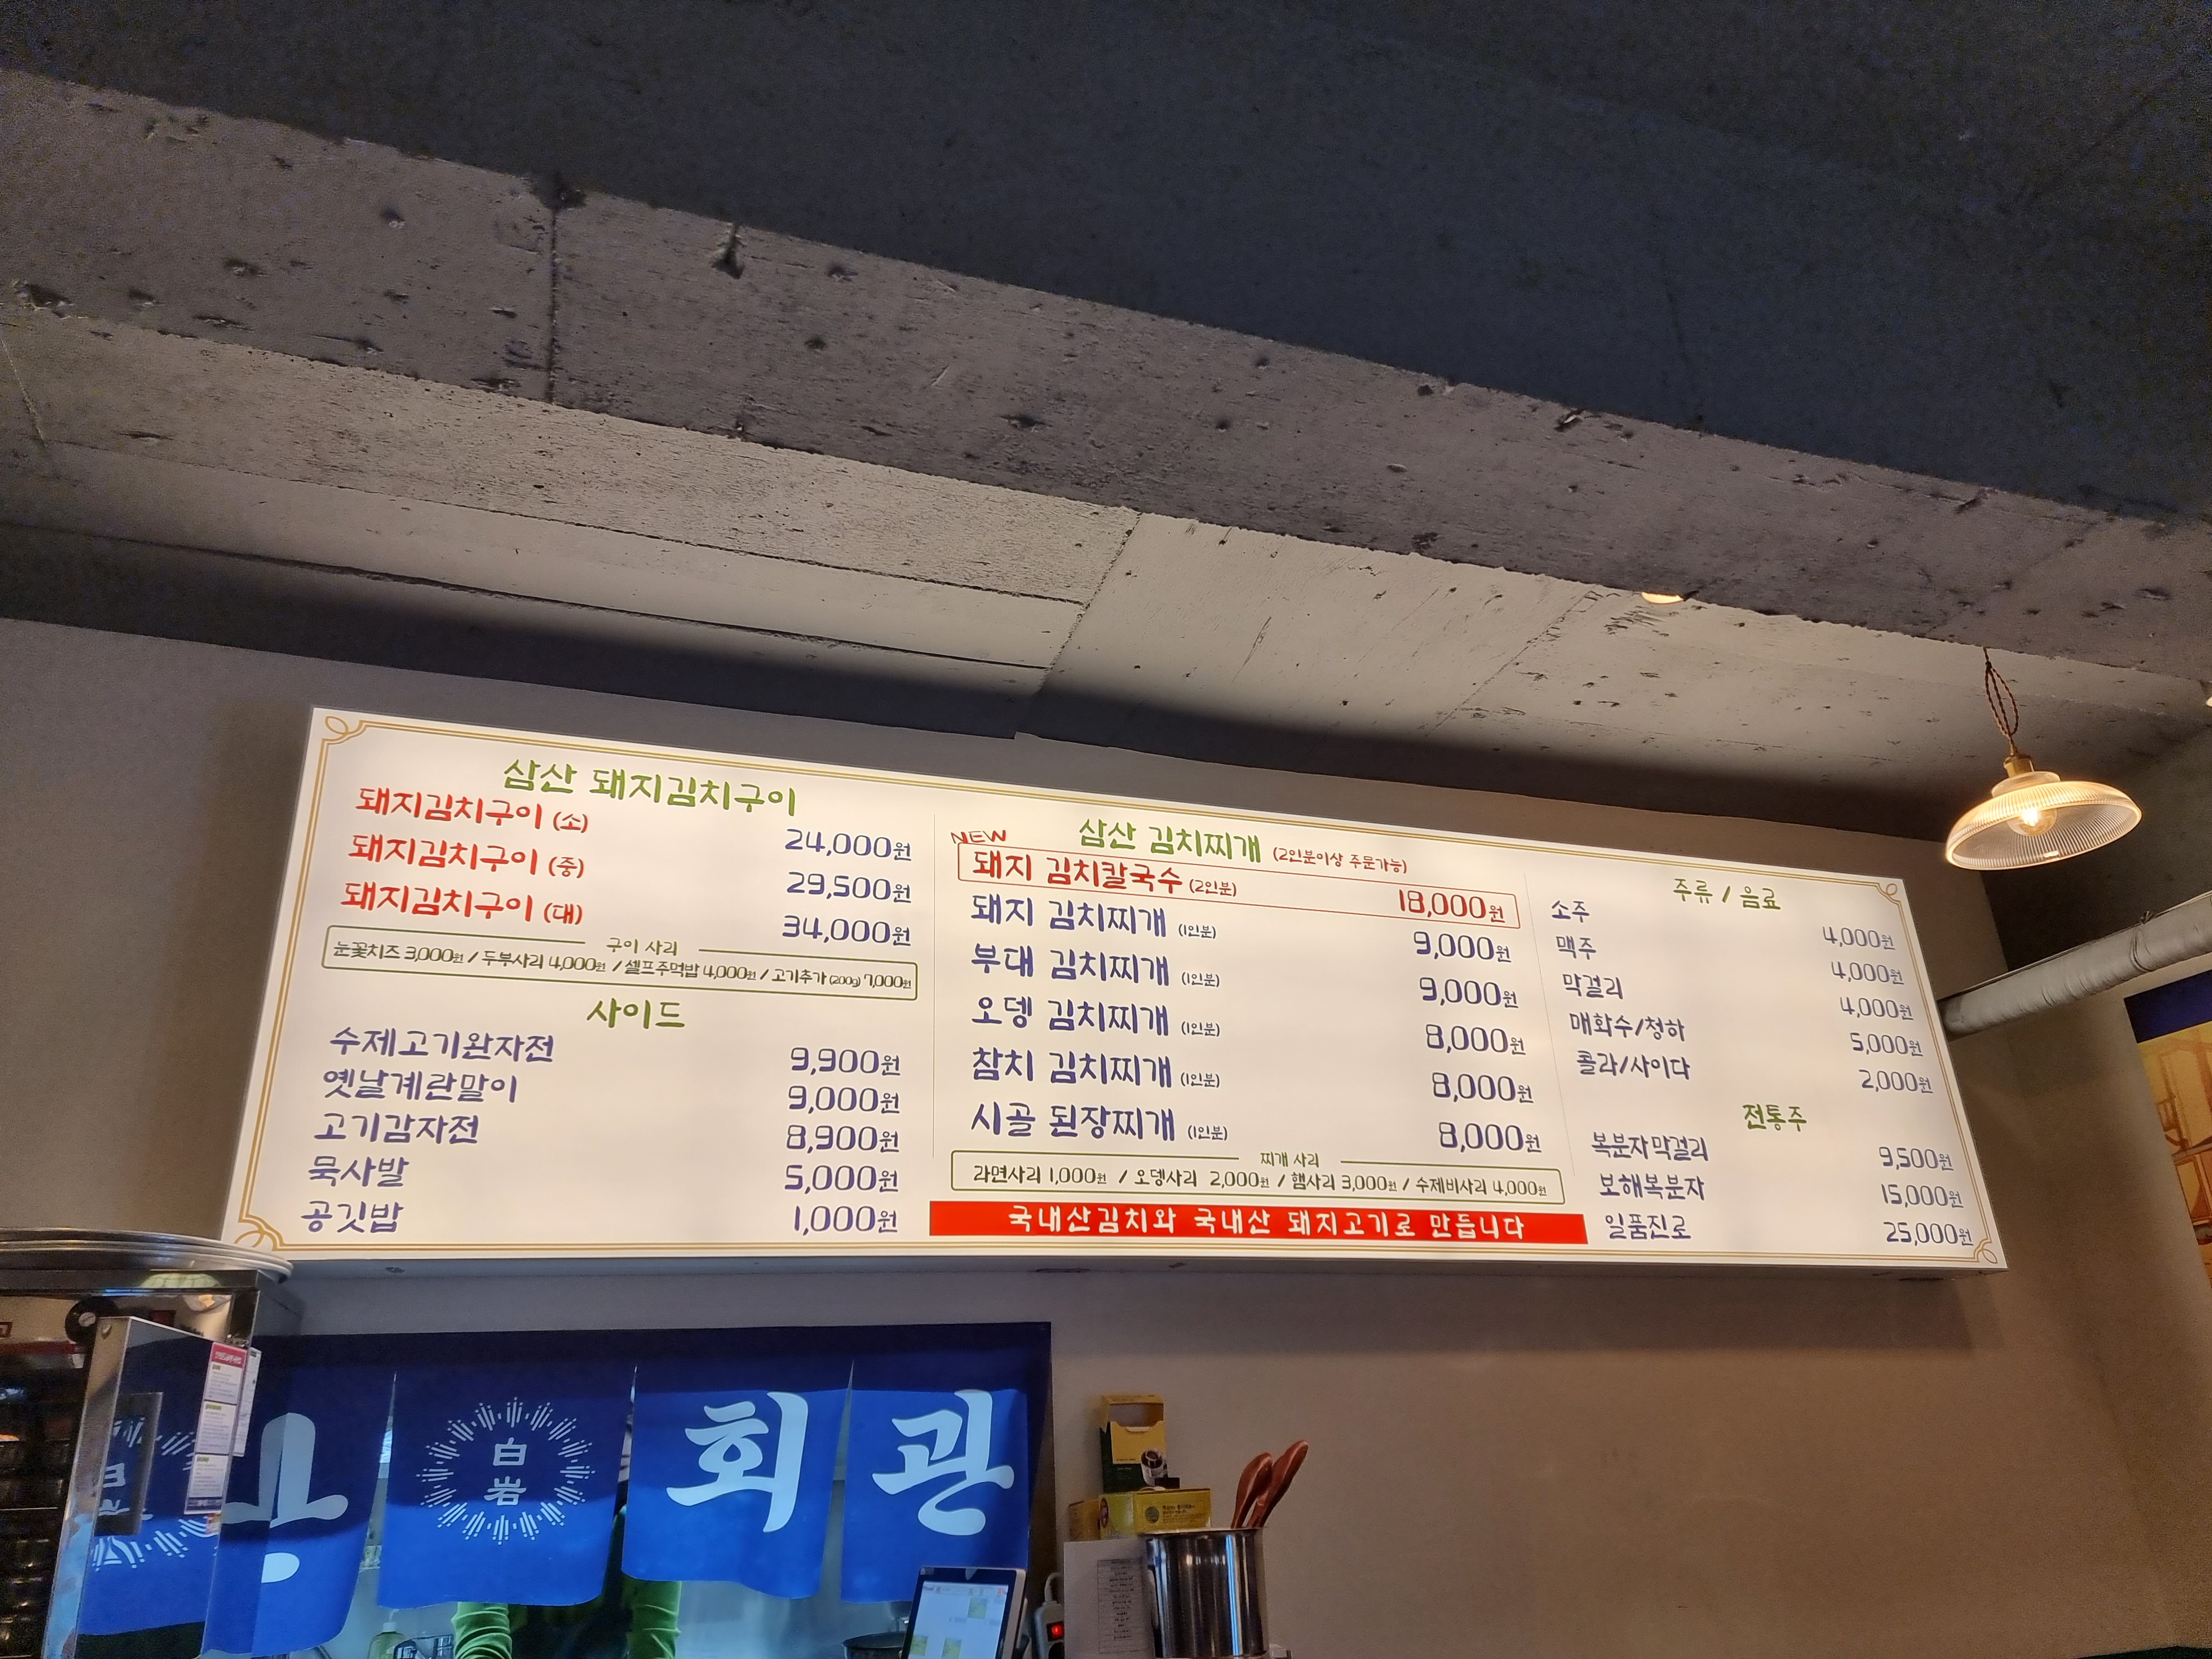 삼산 돼지김치구이
돼지김치구이 (소) 24,000원
돼지김치구이 (중) 29,500원
돼지김치구이 (대) 34,000원
구이 사리
눈꽃치즈 3,000원 / 두부사리 4,000원 / 셀프주먹밥 4,000원 / 고기추가 (200g) 7,000원
사이드
수제고기완자전 9,900원
옛날계란말이 9,000원
고기감자전 8,900원
묵사발 5,000원
공깃밥 1,000원
삼산 김치찌개 (2인분이상 주문가능)
NEW
돼지 김치칼국수 (2인분) 18,000원
돼지 김치찌개 (1인분) 9,000원
부대 김치찌개 (1인분) 9,000원
오뎅 김치찌개 (1인분) 8,000원
참치 김치찌개 (1인분) 8,000원
시골 된장찌개 (1인분) 8,000원
찌개 사리
라면사리 1,000원 / 오뎅사리 2,000원 / 햄사리 3,000원 / 수제비사리 4,000원
국내산김치와 국내산 돼지고기로 만듭니다
주류 / 음료
소주 4,000원
맥주 4,000원
막걸리 4,000원
매화수/청하 5,000원
콜라/사이다 2,000원
전통주
복분자막걸리 9,500원
보해복분자 15,000원
일품진로 25,000원
白岩
회관